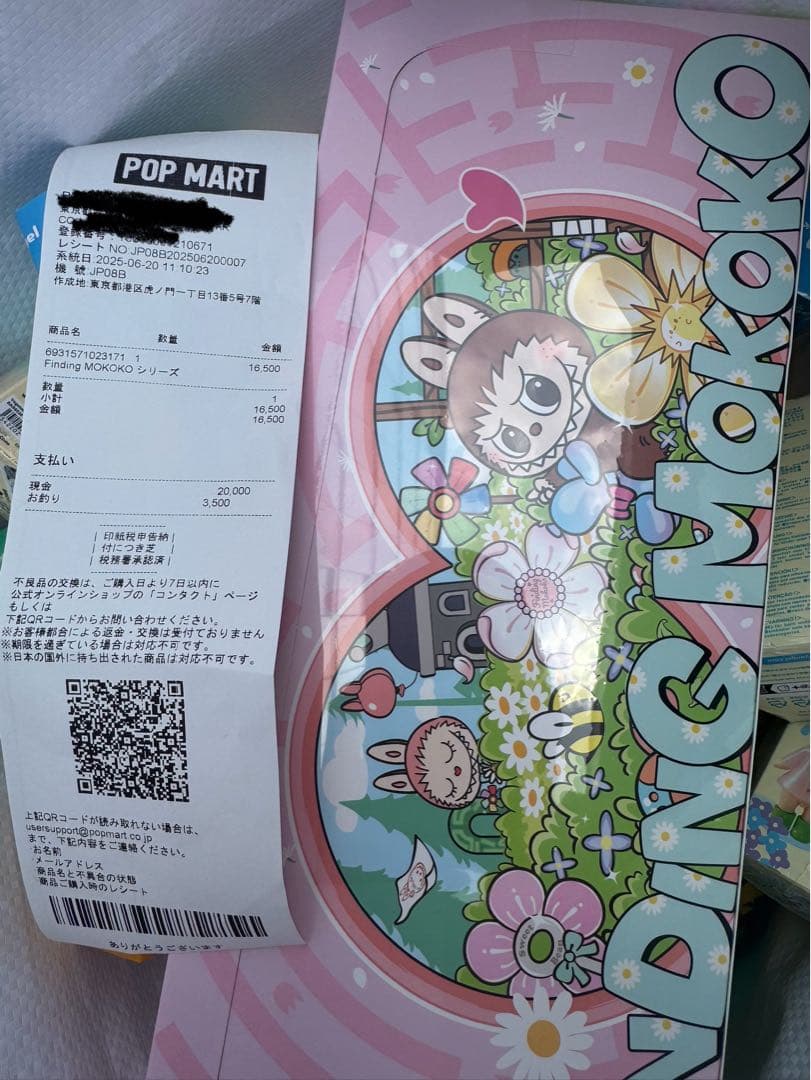 POP MART
登録番号
10671
レシート NO.JP08B202506200007
系統日:2025-06-20 11:10:23
機 號:JP08B
作成地:東京都港区虎ノ門一丁目13番5号7階
商品名 数量 金額
6931571023171 1 16,500
Finding MOKOKO シリーズ
数量 1
小計 16,500
金額 16,500
支払い
現金 20,000
お釣り 3,500
| 印紙税申告納 |
| 付につき芝 |
| 税務署承認済 |
不良品の交換は、ご購入日より7日以内に
公式オンラインショップの「コンタクト」ページ
もしくは
下記QRコードからお問い合わせください。
※お客様都合による返金・交換は受付ておりません
※期限を過ぎている場合は対応不可です。
※日本の国外に持ち出された商品は対応不可です。
上記QRコードが読み取れない場合は、
usersupport@popmart.co.jp
まで、下記内容をご連絡ください。
·お名前
·メールアドレス
·商品名と不具合の状態
·商品ご購入時のレシート
ありがとうございます
NDING MOKOKO
Sweet Bean